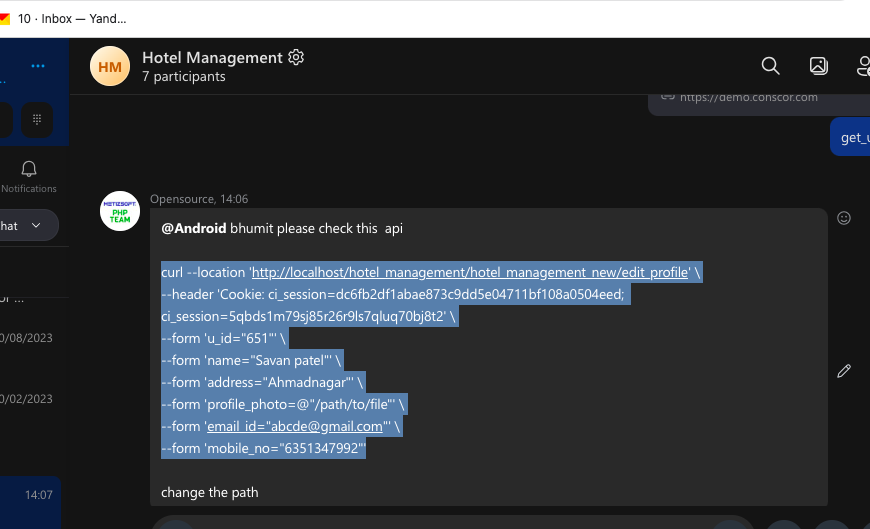 10 · Inbox — Yand...
HM
Hotel Management
7 participants
https://demo.conscor.com
get_u
Notifications
hat
0/08/2023
0/02/2023
14:07
METIZSOFT
PHP
TEAM
Opensource, 14:06
@Android bhumit please check this  api
curl --location 'http://localhost/hotel_management/hotel_management_new/edit_profile' \
--header 'Cookie: ci_session=dc6fb2df1abae873c9dd5e04711bf108a0504eed;
ci_session=5qbds1m79sj85r26r9ls7qluq70bj8t2' \
--form 'u_id="651"' \
--form 'name="Savan patel"' \
--form 'address="Ahmadnagar"' \
--form 'profile_photo=@"/path/to/file"' \
--form 'email_id="abcde@gmail.com"' \
--form 'mobile_no="6351347992"'
change the path